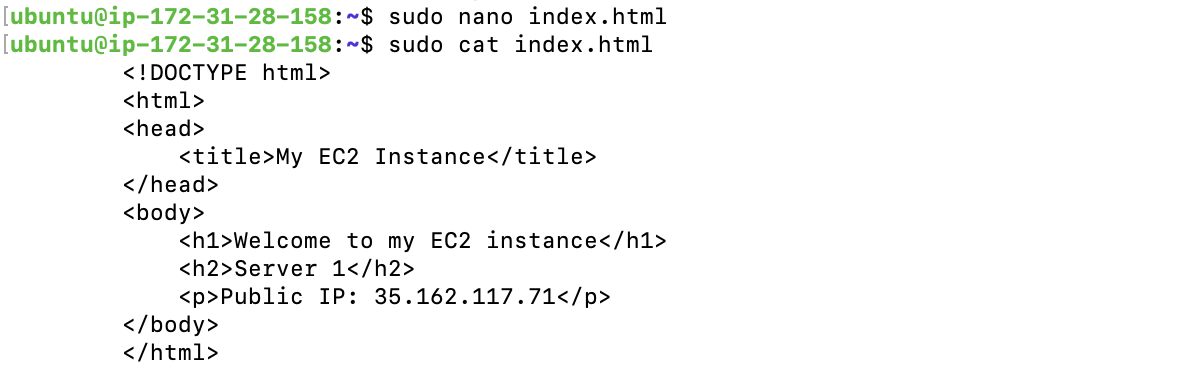 [ubuntu@ip-172-31-28-158:~$ sudo nano index.html
[ubuntu@ip-172-31-28-158:~$ sudo cat index.html
        <!DOCTYPE html>
        <html>
        <head>
            <title>My EC2 Instance</title>
        </head>
        <body>
            <h1>Welcome to my EC2 instance</h1>
            <h2>Server 1</h2>
            <p>Public IP: 35.162.117.71</p>
        </body>
        </html>